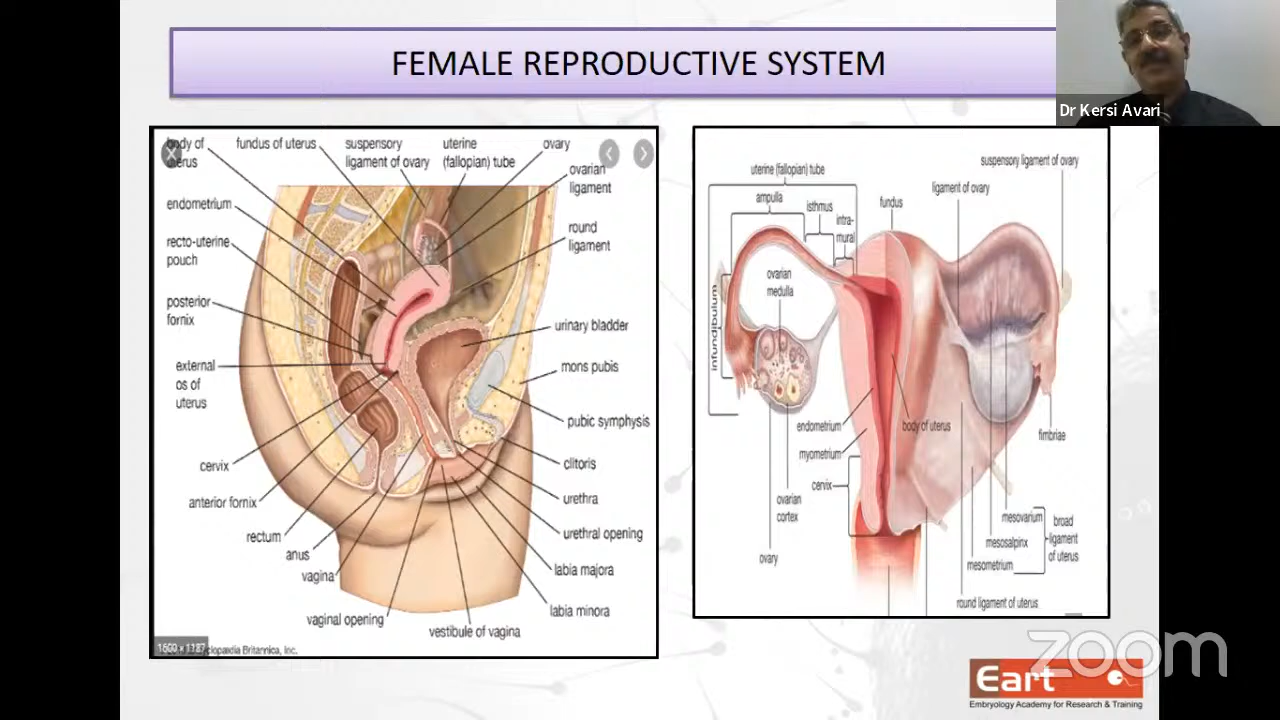 FEMALE REPRODUCTIVE SYSTEM
Dr Kersi Avari
body of
uterus
fundus of uterus
suspensory
ligament of ovary
uterine
(fallopian) tube
ovary
ovarian
ligament
endometrium
round
ligament
recto-uterine
pouch
posterior
fornix
urinary bladder
external
os of
uterus
mons pubis
pubic symphysis
cervix
clitoris
anterior fornix
urethra
rectum
urethral opening
anus
vagina
labia majora
vaginal opening
labia minora
vestibule of vagina
1600 x 1187
Encyclopædia Britannica, Inc.
suspensory ligament of ovary
uterine (fallopian) tube
ligament of ovary
ampulla
isthmus
fundus
intra-
mural
ovarian
medulla
infundibulum
endometrium
body of uterus
fimbriae
myometrium
cervix
ovarian
cortex
mesovarium
broad
ligament
of uterus
mesosalpinx
ovary
mesometrium
round ligament of uterus
zoom
Eart
Embryology Academy for Research & Training